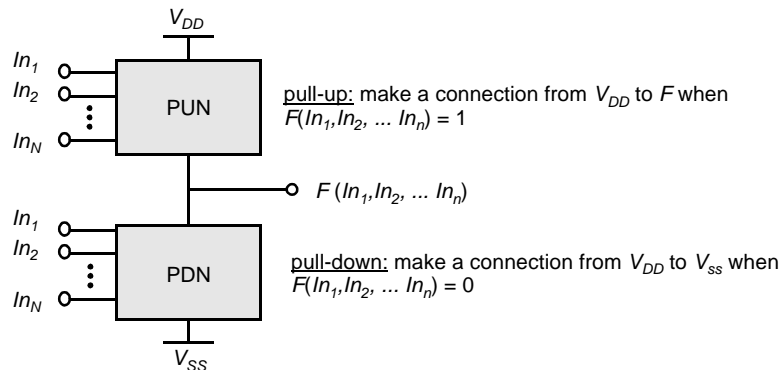 V_DD
In_1
In_2
In_N
PUN
pull-up: make a connection from V_DD to F when
F(In_1,In_2, ... In_n) = 1
F (In_1,In_2, ... In_n)
In_1
In_2
In_N
PDN
pull-down: make a connection from V_DD to V_ss when
F(In_1,In_2, ... In_n) = 0
V_SS